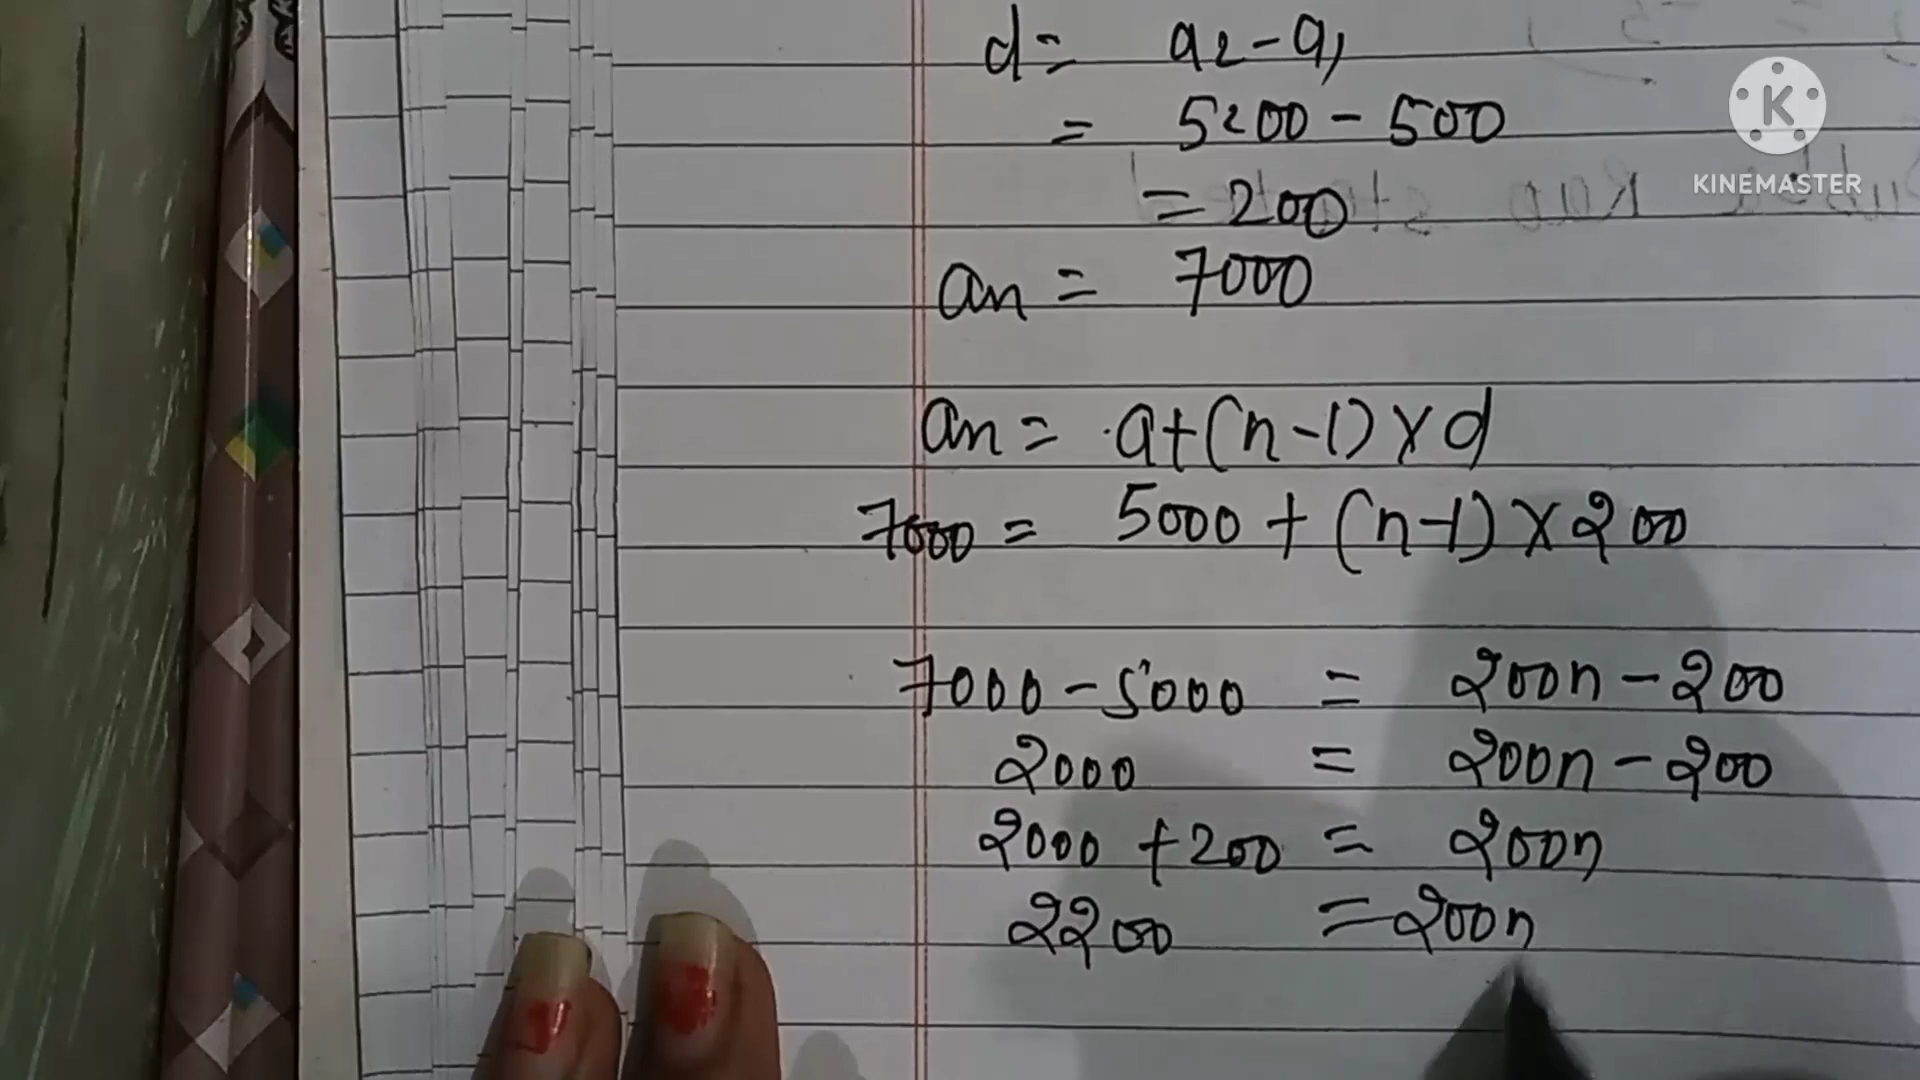 d = a2 - a1
= 5200 - 500
= 200
an = 7000
an = a+(n-1)×d
7000 = 5000 + (n-1)×200
7000 - 5000 = 200n - 200
2000 = 200n - 200
2000 + 200 = 200n
2200 = 200n
K
KINEMASTER